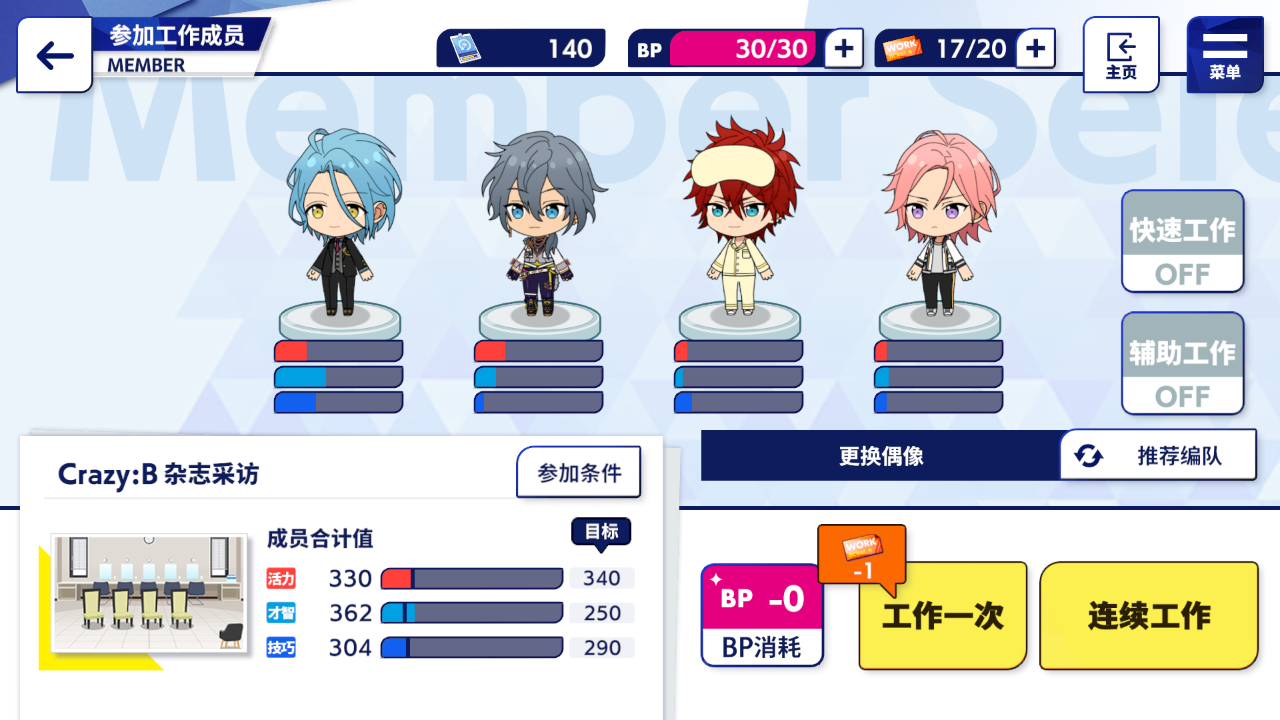 参加工作成员
MEMBER
140
BP 30/30 +
WORK 17/20 +
主页
菜单
Member Sele
快速工作
OFF
辅助工作
OFF
更换偶像
推荐编队
Crazy:B 杂志采访
参加条件
成员合计值
目标
活力 330 340
才智 362 250
技巧 304 290
BP -0
BP消耗
WORK
-1
工作一次
连续工作